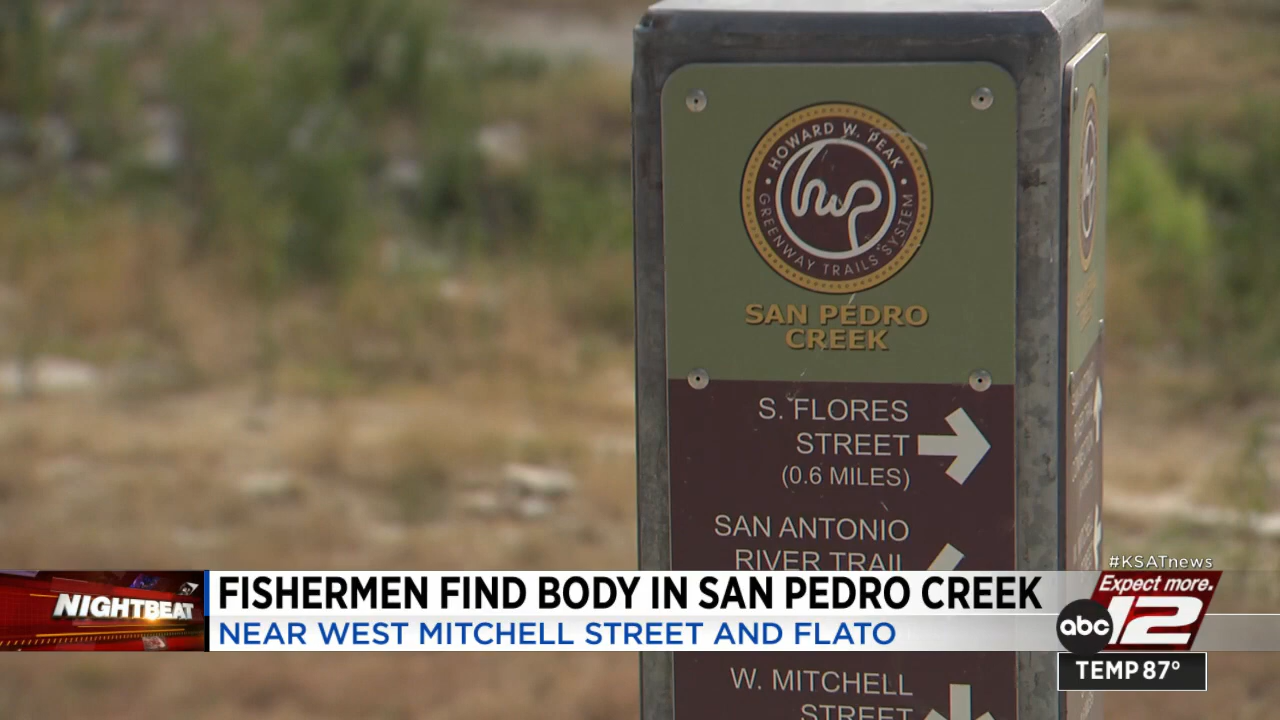 HOWARD W. PEAK
hwp
GREENWAY TRAILS SYSTEM
SAN PEDRO
CREEK
S. FLORES
STREET
(0.6 MILES)
SAN ANTONIO
RIVER TRAIL
#KSATnews
NIGHTBEAT
FISHERMEN FIND BODY IN SAN PEDRO CREEK
NEAR WEST MITCHELL STREET AND FLATO
Expect more.
abc 12
TEMP 87°
W. MITCHELL
STREET